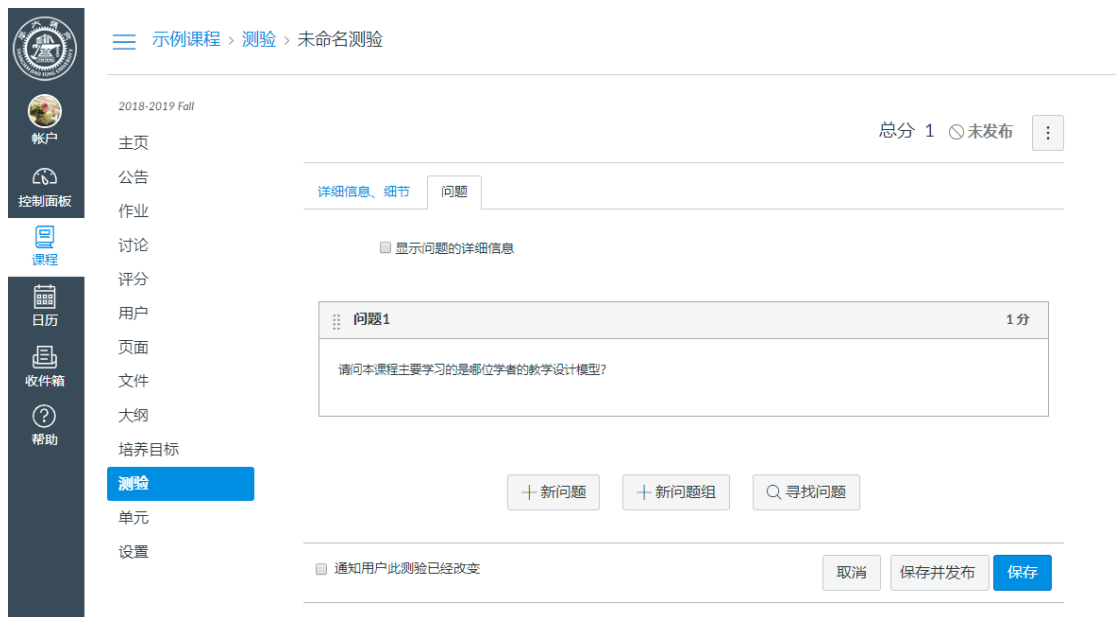 SHANGHAI JIAO TONG UNIVERSITY
示例课程 › 测验 › 未命名测验
帐户
控制面板
课程
日历
收件箱
帮助
2018-2019 Fall
主页
公告
作业
讨论
评分
用户
页面
文件
大纲
培养目标
测验
单元
设置
总分 1 未发布
详细信息、细节 问题
显示问题的详细信息
问题1 1 分
请问本课程主要学习的是哪位学者的教学设计模型?
新问题 新问题组 寻找问题
通知用户此测验已经改变 取消 保存并发布 保存